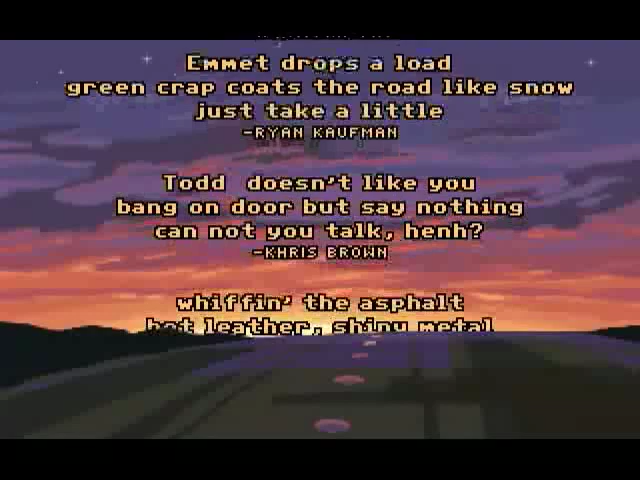 Emmet drops a load
green crap coats the road like snow
just take a little
-RYAN KAUFMAN
Todd doesn't like you
bang on door but say nothing
can not you talk, henh?
-KHRIS BROWN
whiffin' the asphalt
hot leather, shiny metal